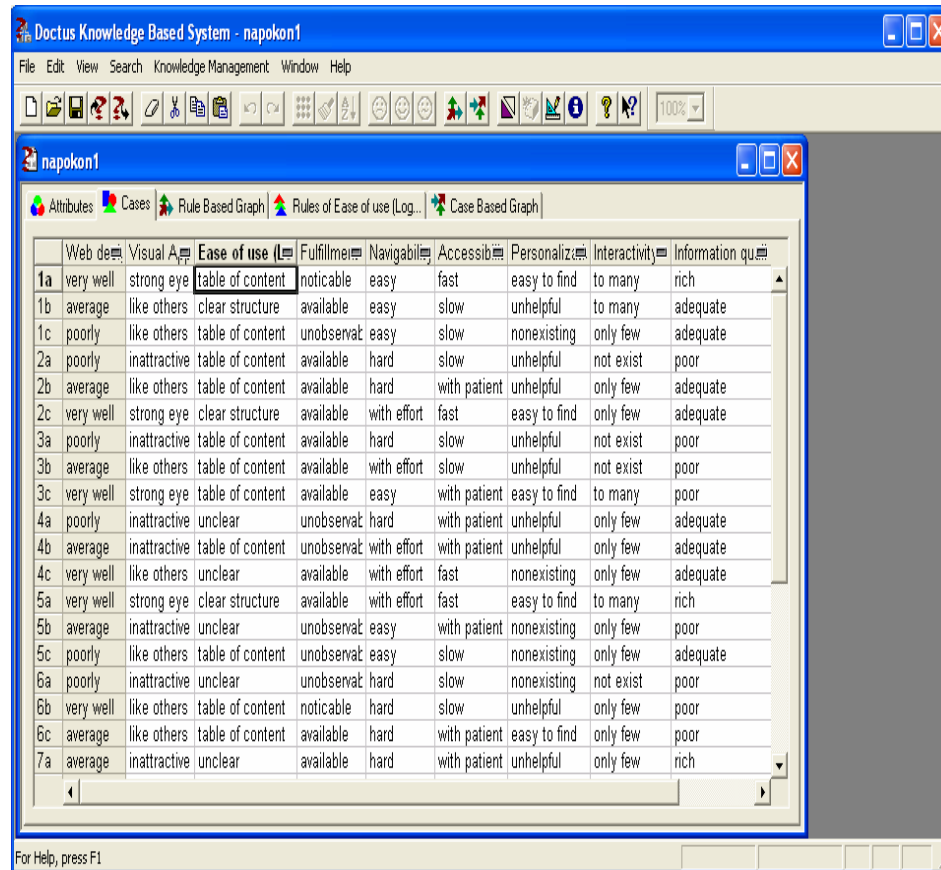 Doctus Knowledge Based System - napokon1
File Edit View Search Knowledge Management Window Help
100%
napokon1
Attributes Cases Rule Based Graph Rules of Ease of use (Log... Case Based Graph
Web de Visual A Ease of use (L Fulfillme Navigabili Accessib Personaliz Interactivity Information qu
1a very well strong eye table of content noticable easy fast easy to find to many rich
1b average like others clear structure available easy slow unhelpful to many adequate
1c poorly like others table of content unobservat easy slow nonexisting only few adequate
2a poorly inattractive table of content available hard slow unhelpful not exist poor
2b average like others table of content available hard with patient unhelpful only few adequate
2c very well strong eye clear structure available with effort fast easy to find only few adequate
3a poorly inattractive table of content available hard slow unhelpful not exist poor
3b average like others table of content available with effort slow unhelpful not exist poor
3c very well strong eye table of content available easy with patient easy to find to many poor
4a poorly inattractive unclear unobservat hard with patient unhelpful only few adequate
4b average inattractive table of content unobservat with effort with patient unhelpful only few adequate
4c very well like others unclear available with effort fast nonexisting only few adequate
5a very well strong eye clear structure available with effort fast easy to find to many rich
5b average inattractive unclear unobservat easy with patient nonexisting only few poor
5c poorly like others table of content unobservat easy slow nonexisting only few adequate
6a poorly inattractive unclear unobservat hard slow nonexisting not exist poor
6b very well like others table of content noticable hard slow unhelpful only few poor
6c average like others table of content available hard with patient easy to find only few poor
7a average inattractive unclear available hard with patient unhelpful only few rich
For Help, press F1